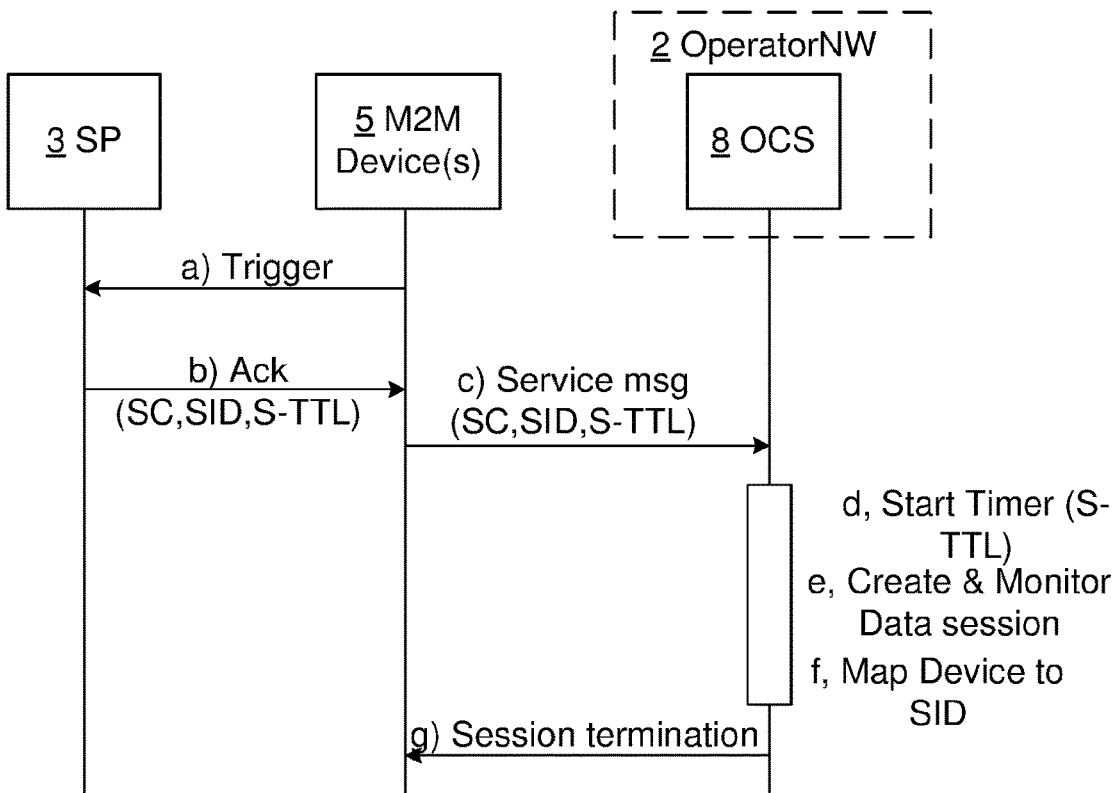 2 OperatorNW
3 SP
5 M2M
Device(s)
8 OCS
a) Trigger
b) Ack
(SC,SID,S-TTL)
c) Service msg
(SC,SID,S-TTL)
d, Start Timer (S-
TTL)
e, Create & Monitor
Data session
f, Map Device to
SID
g) Session termination